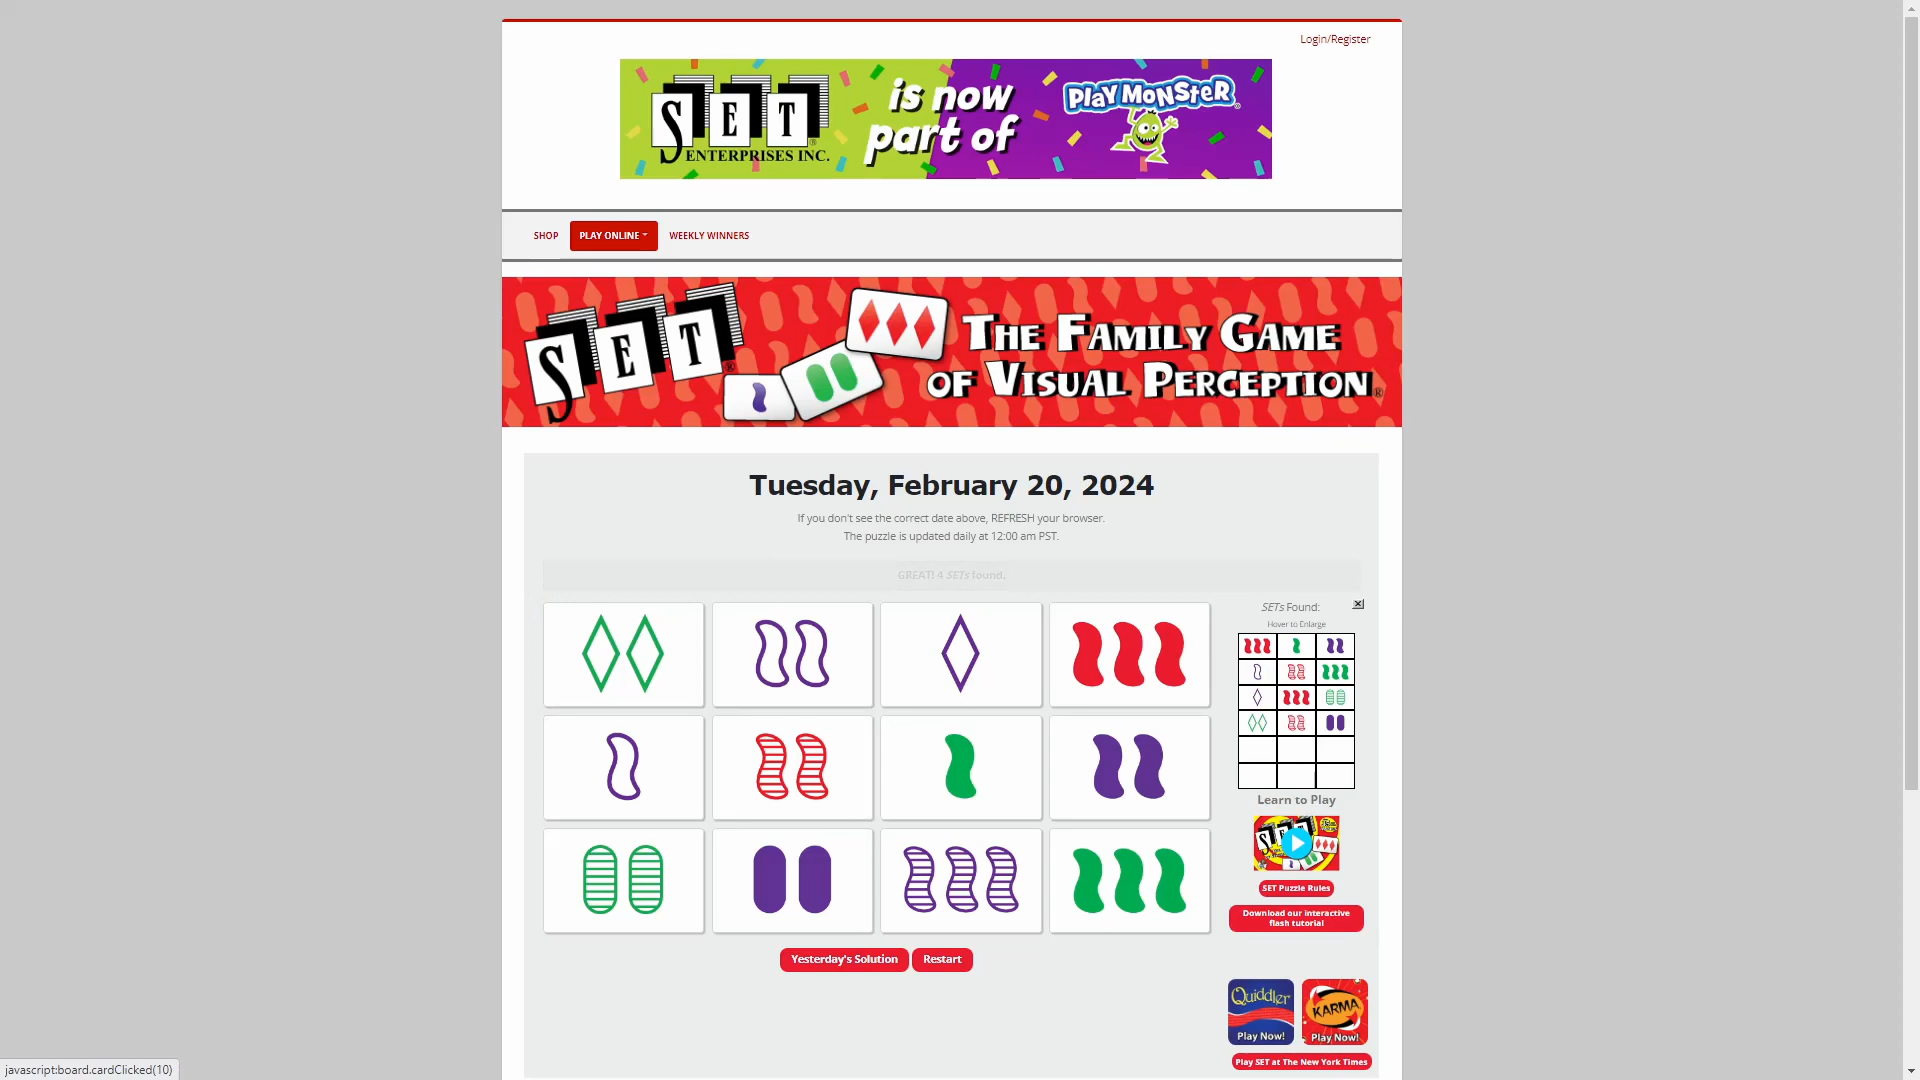 Login/Register
SET
ENTERPRISES INC.
is now
part of
PLAY MONSTER
SHOP
PLAY ONLINE
WEEKLY WINNERS
SET
THE FAMILY GAME
OF VISUAL PERCEPTION
Tuesday, February 20, 2024
If you don't see the correct date above, REFRESH your browser.
The puzzle is updated daily at 12:00 am PST.
GREAT! 4 SETs found.
SETs Found:
Hover to Enlarge
Learn to Play
SET
SET Puzzle Rules
Download our interactive
flash tutorial
Yesterday's Solution
Restart
Quiddler
Play Now!
KARMA
Play Now!
Play SET at The New York Times
javascript:board.cardClicked(10)